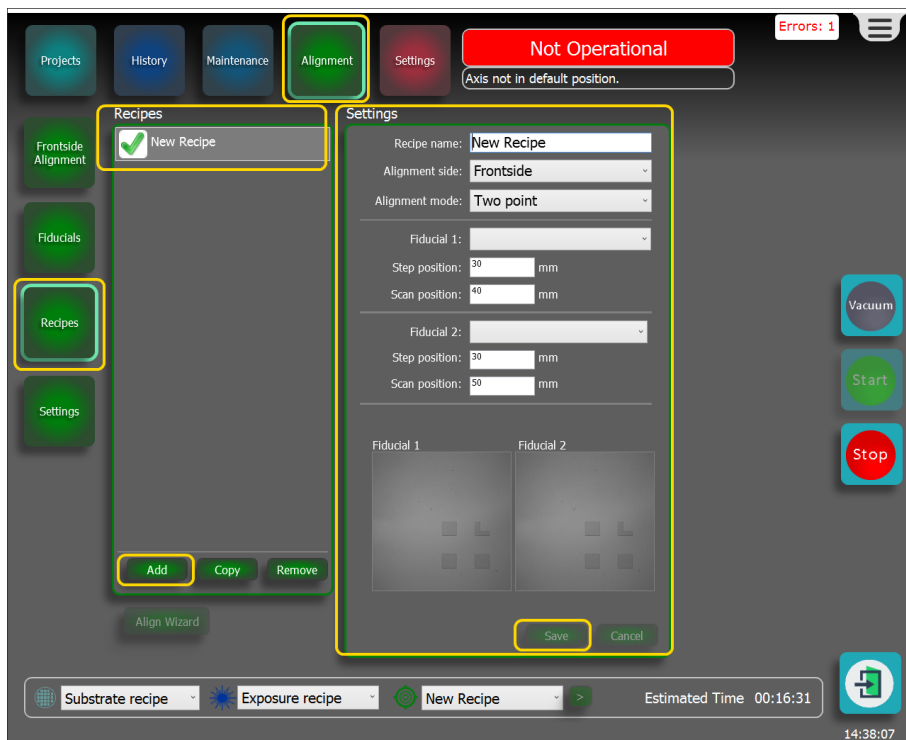 Errors: 1
Projects
History
Maintenance
Alignment
Settings
Not Operational
Axis not in default position.
Frontside
Alignment
Fiducials
Recipes
Settings
Recipes
New Recipe
Add
Copy
Remove
Align Wizard
Settings
Recipe name: New Recipe
Alignment side: Frontside
Alignment mode: Two point
Fiducial 1:
Step position: 30 mm
Scan position: 40 mm
Fiducial 2:
Step position: 30 mm
Scan position: 50 mm
Fiducial 1
Fiducial 2
Save
Cancel
Vacuum
Start
Stop
Substrate recipe
Exposure recipe
New Recipe
>
Estimated Time 00:16:31
14:38:07